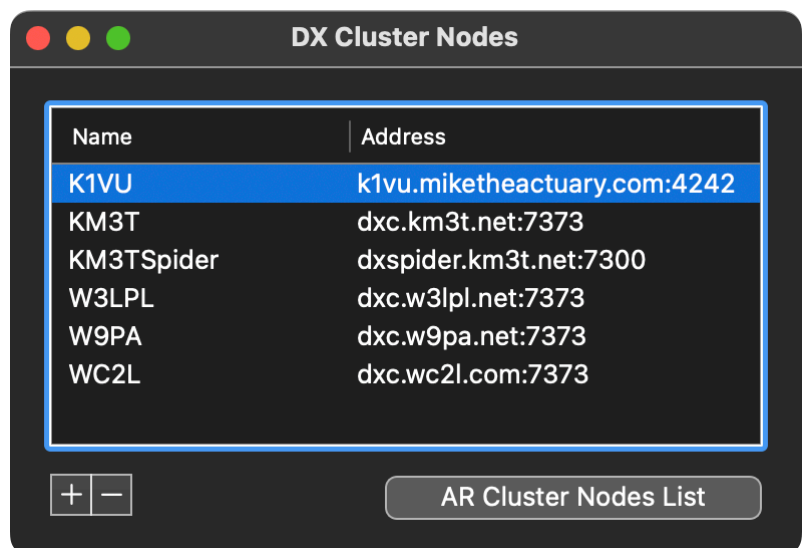 DX Cluster Nodes
Name Address
K1VU k1vu.miketheactuary.com:4242
KM3T dxc.km3t.net:7373
KM3TSpider dxspider.km3t.net:7300
W3LPL dxc.w3lpl.net:7373
W9PA dxc.w9pa.net:7373
WC2L dxc.wc2l.com:7373
+ − AR Cluster Nodes List